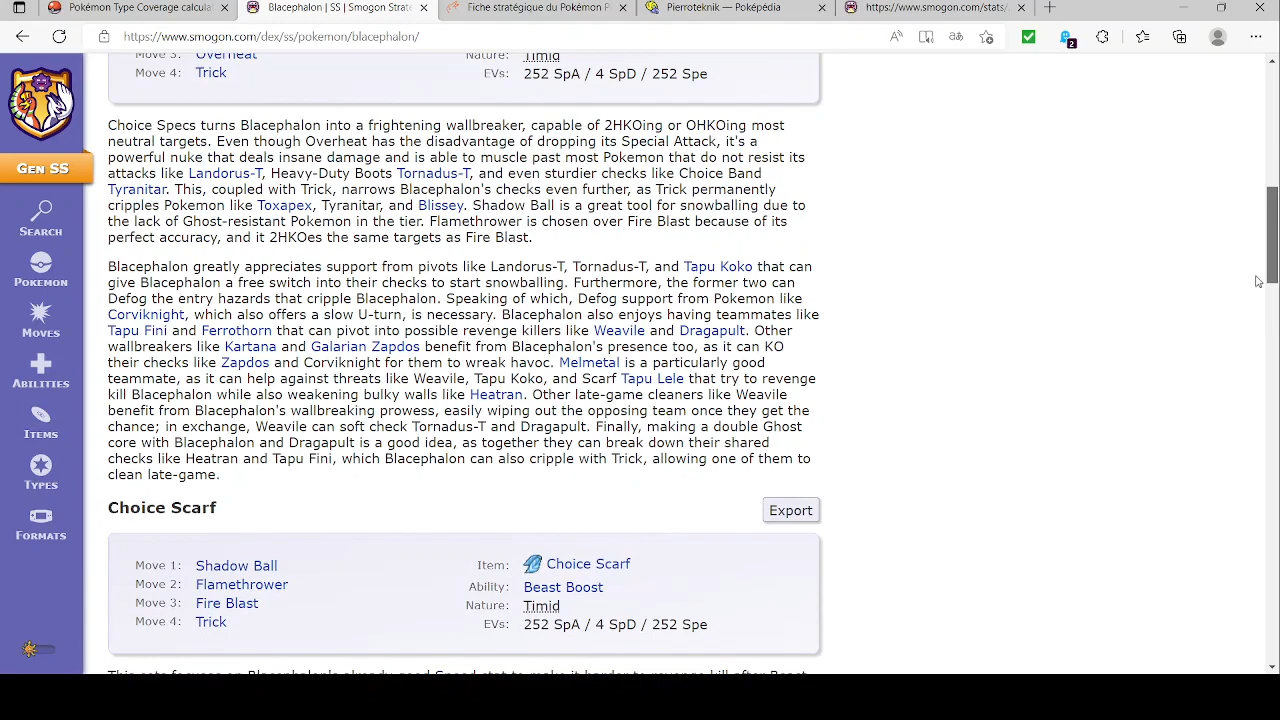 Pokémon Type Coverage calcula
Blacephalon | SS | Smogon Strate
Fiche stratégique du Pokémon P
Pierroteknik — Poképédia
https://www.smogon.com/stats/
https://www.smogon.com/dex/ss/pokemon/blacephalon/
2
GEN SS
SEARCH
POKEMON
MOVES
ABILITIES
ITEMS
TYPES
FORMATS
Move 3: Overheat
Nature: Timid
Move 4: Trick
EVs: 252 SpA / 4 SpD / 252 Spe
Choice Specs turns Blacephalon into a frightening wallbreaker, capable of 2HKOing or OHKOing most
neutral targets. Even though Overheat has the disadvantage of dropping its Special Attack, it's a
powerful nuke that deals insane damage and is able to muscle past most Pokemon that do not resist its
attacks like Landorus-T, Heavy-Duty Boots Tornadus-T, and even sturdier checks like Choice Band
Tyranitar. This, coupled with Trick, narrows Blacephalon's checks even further, as Trick permanently
cripples Pokemon like Toxapex, Tyranitar, and Blissey. Shadow Ball is a great tool for snowballing due to
the lack of Ghost-resistant Pokemon in the tier. Flamethrower is chosen over Fire Blast because of its
perfect accuracy, and it 2HKOes the same targets as Fire Blast.
Blacephalon greatly appreciates support from pivots like Landorus-T, Tornadus-T, and Tapu Koko that can
give Blacephalon a free switch into their checks to start snowballing. Furthermore, the former two can
Defog the entry hazards that cripple Blacephalon. Speaking of which, Defog support from Pokemon like
Corviknight, which also offers a slow U-turn, is necessary. Blacephalon also enjoys having teammates like
Tapu Fini and Ferrothorn that can pivot into possible revenge killers like Weavile and Dragapult. Other
wallbreakers like Kartana and Galarian Zapdos benefit from Blacephalon's presence too, as it can KO
their checks like Zapdos and Corviknight for them to wreak havoc. Melmetal is a particularly good
teammate, as it can help against threats like Weavile, Tapu Koko, and Scarf Tapu Lele that try to revenge
kill Blacephalon while also weakening bulky walls like Heatran. Other late-game cleaners like Weavile
benefit from Blacephalon's wallbreaking prowess, easily wiping out the opposing team once they get the
chance; in exchange, Weavile can soft check Tornadus-T and Dragapult. Finally, making a double Ghost
core with Blacephalon and Dragapult is a good idea, as together they can break down their shared
checks like Heatran and Tapu Fini, which Blacephalon can also cripple with Trick, allowing one of them to
clean late-game.
Choice Scarf
Export
Move 1: Shadow Ball
Item: Choice Scarf
Move 2: Flamethrower
Ability: Beast Boost
Move 3: Fire Blast
Nature: Timid
Move 4: Trick
EVs: 252 SpA / 4 SpD / 252 Spe
This sets focuses on Blacephalon's already good Speed stat to make it harder to revenge kill after Beast